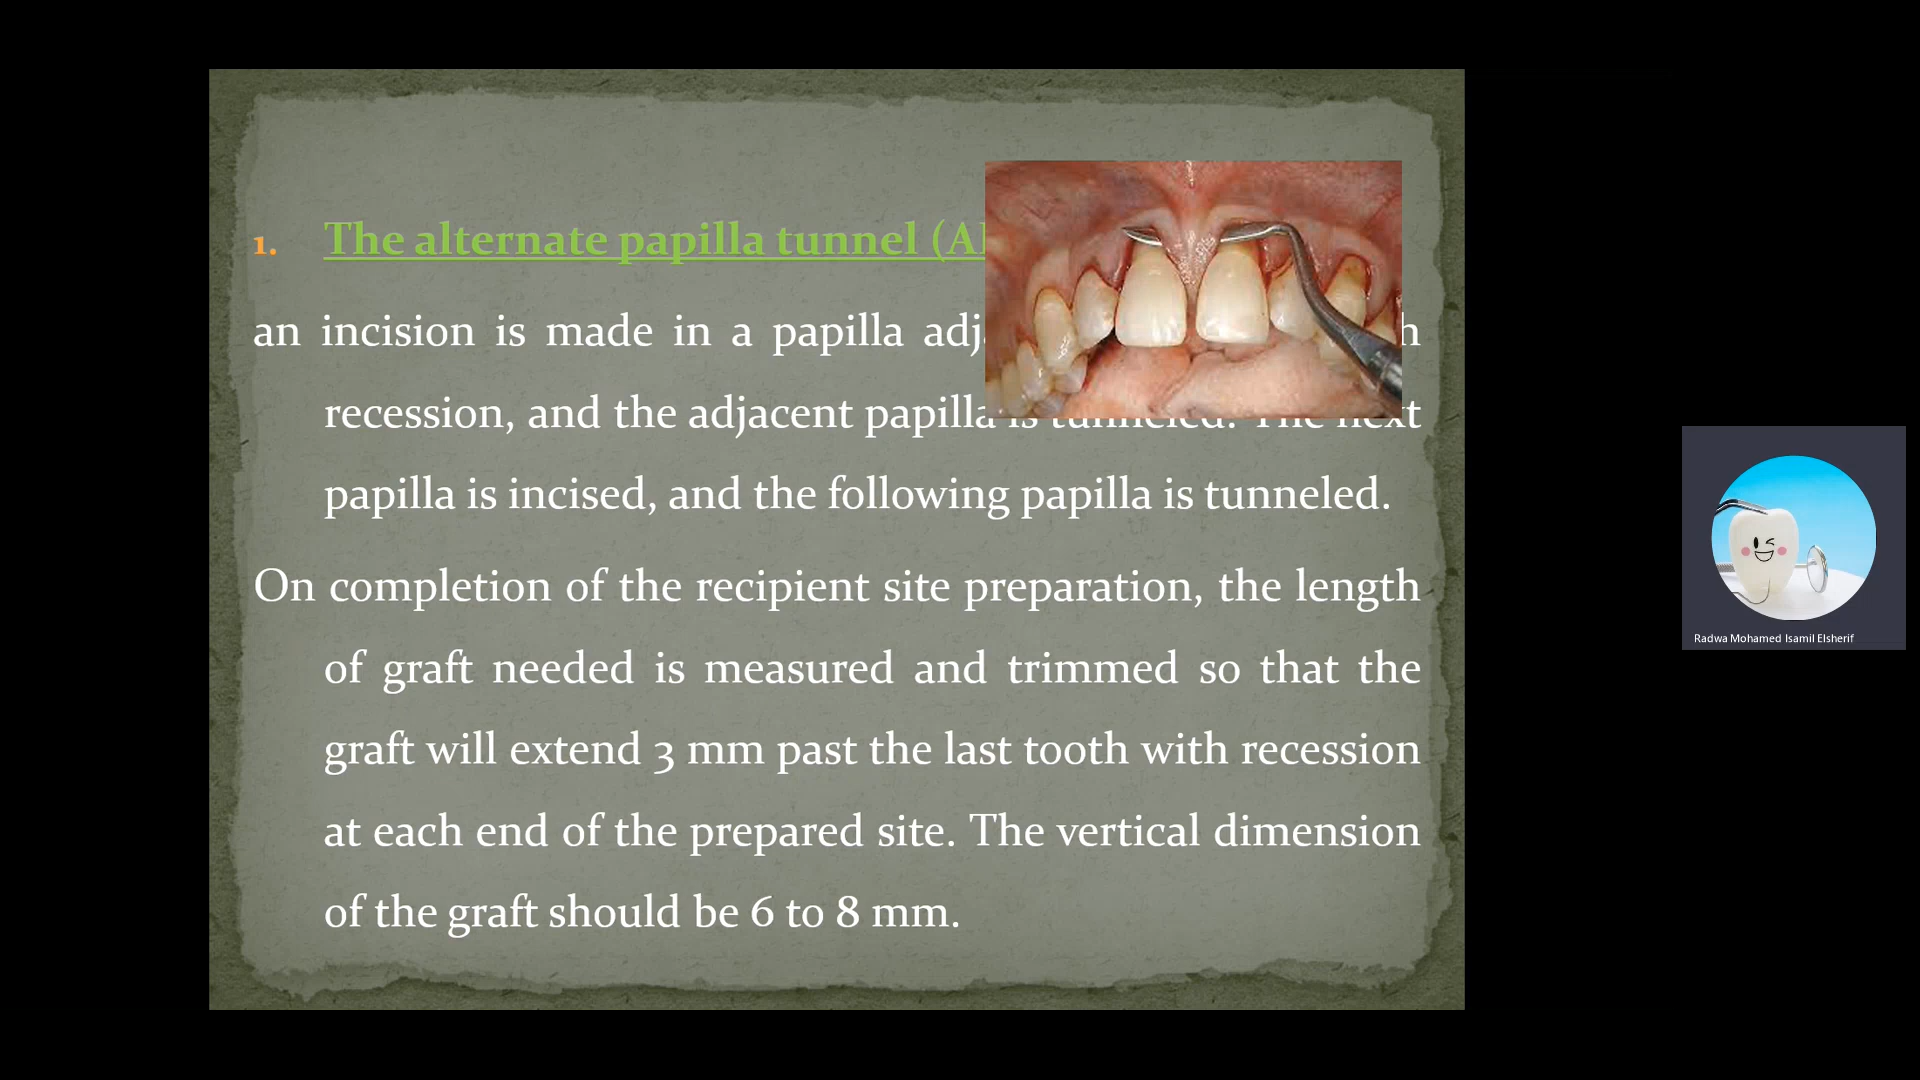 1. The alternate papilla tunnel
an incision is made in a papilla
recession, and the adjacent papilla is tunneled. The next
papilla is incised, and the following papilla is tunneled.
On completion of the recipient site preparation, the length
of graft needed is measured and trimmed so that the
graft will extend 3 mm past the last tooth with recession
at each end of the prepared site. The vertical dimension
of the graft should be 6 to 8 mm.
Radwa Mohamed Isamil Elsherif